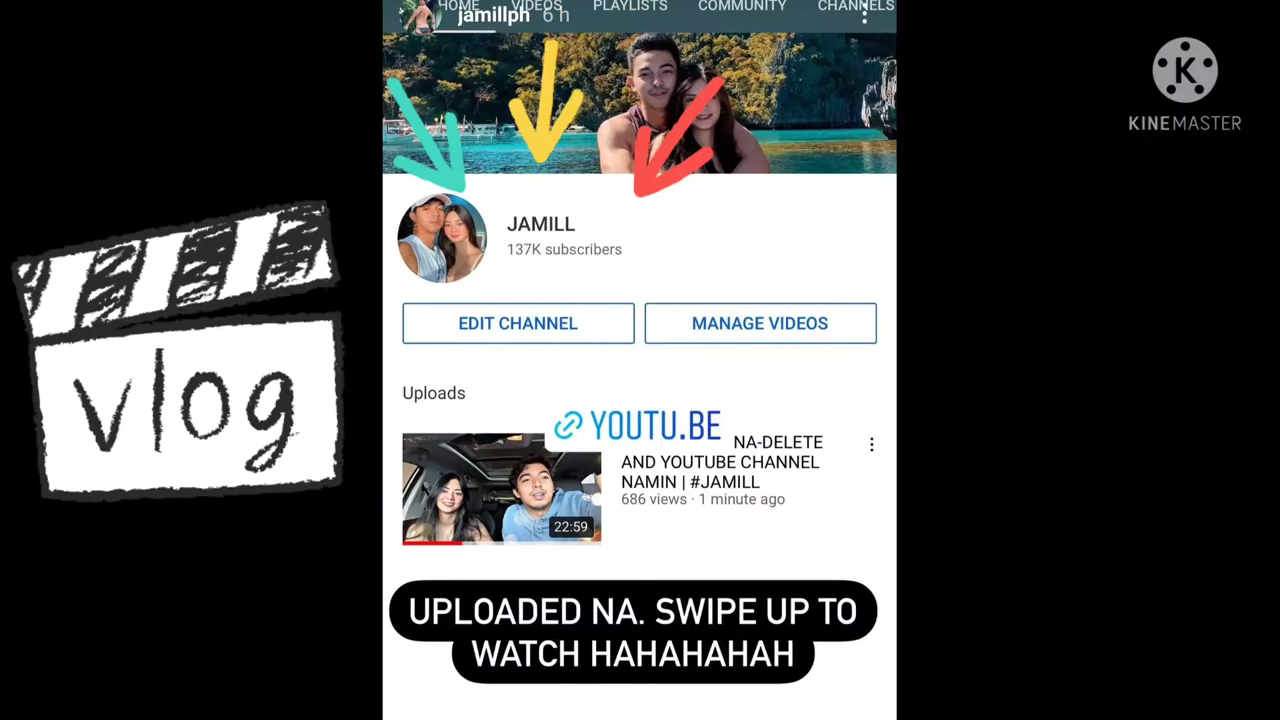 HOME VIDEOS PLAYLISTS COMMUNITY CHANNELS
jamillph 6 h
KINEMASTER
JAMILL
137K subscribers
EDIT CHANNEL MANAGE VIDEOS
Uploads
YOUTU.BE
NA-DELETE
AND YOUTUBE CHANNEL
NAMIN | #JAMILL
686 views · 1 minute ago
22:59
vlog
UPLOADED NA. SWIPE UP TO
WATCH HAHAHAHAH